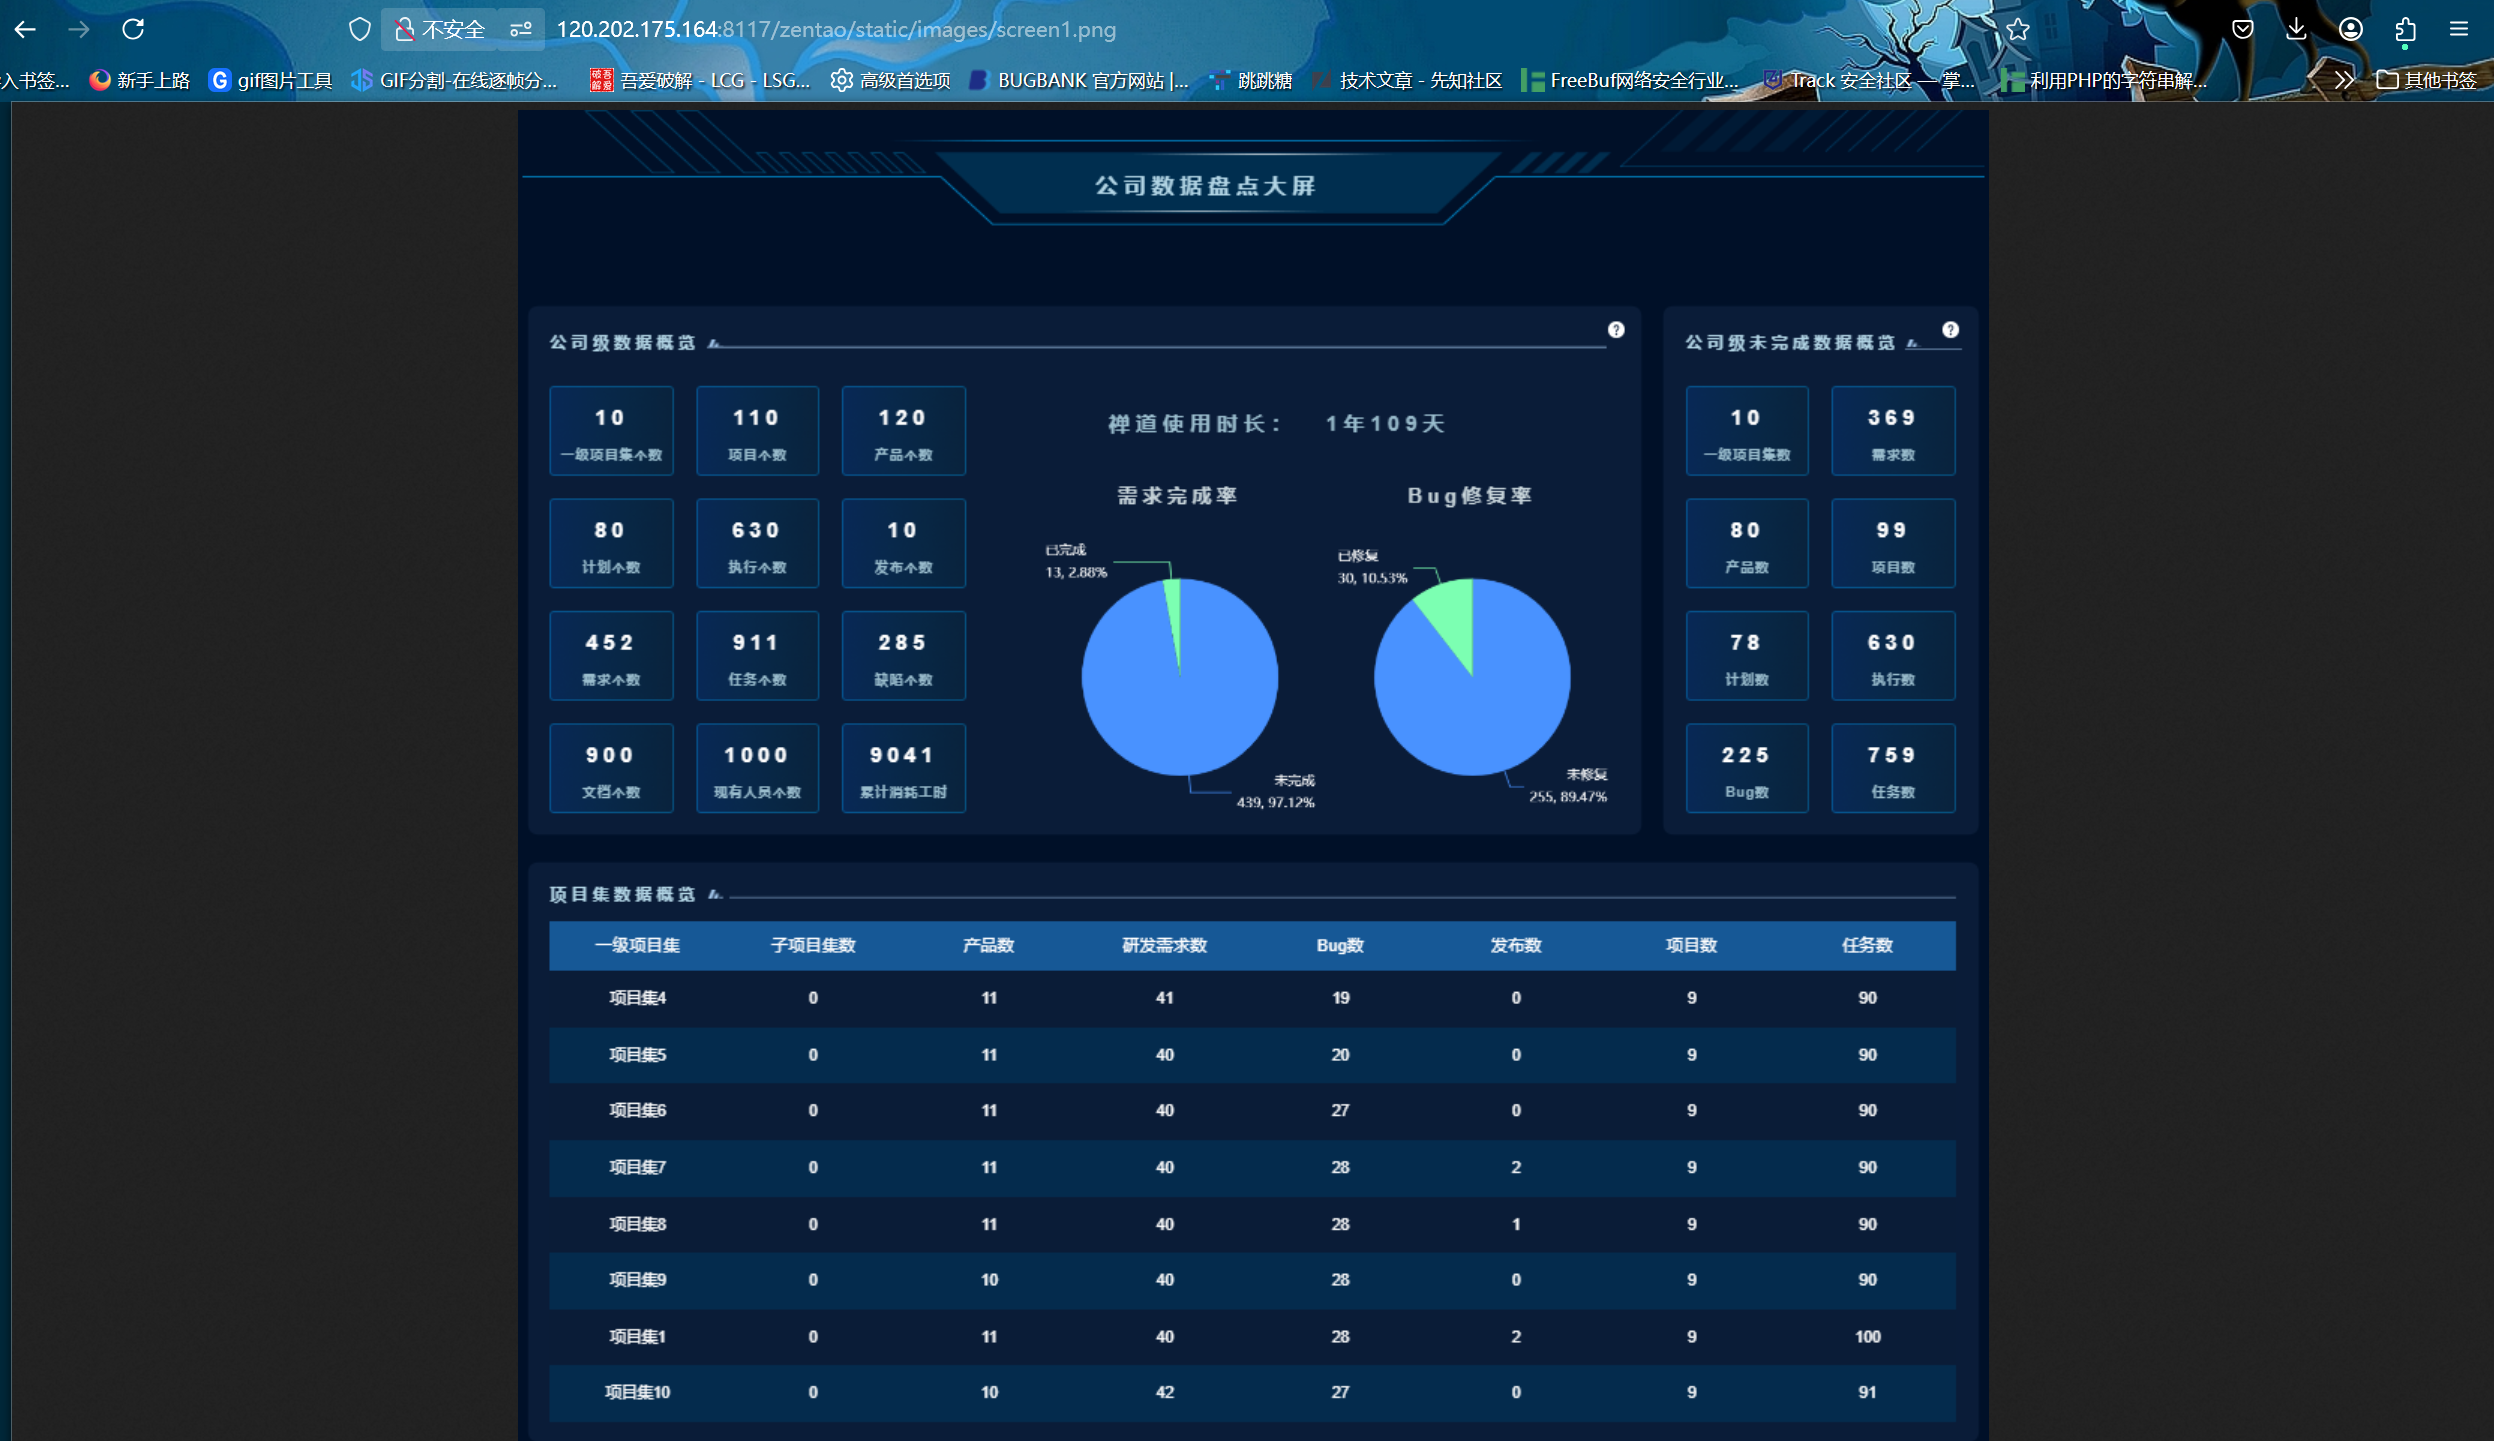 不安全 120.202.175.164:8117/zentao/static/images/screen1.png
入书签... 新手上路 gif图片工具 GIF分割-在线逐帧分... 吾爱破解 - LCG - LSG... 高级首选项 BUGBANK 官方网站 |... 跳跳糖 技术文章 - 先知社区 FreeBuf网络安全行业... Track 安全社区 — 掌... 利用PHP的字符串解... 其他书签
公司数据盘点大屏
公司级数据概览
10 110 120
一级项目集个数 项目个数 产品个数
80 630 10
计划个数 执行个数 发布个数
452 911 285
需求个数 任务个数 缺陷个数
900 1000 9041
文档个数 现有人员个数 累计消耗工时
禅道使用时长： 1年109天
需求完成率
已完成
13, 2.88%
未完成
439, 97.12%
Bug修复率
已修复
30, 10.53%
未修复
255, 89.47%
公司级未完成数据概览
10 369
一级项目集数 需求数
80 99
产品数 项目数
78 630
计划数 执行数
225 759
Bug数 任务数
项目集数据概览
一级项目集 子项目集数 产品数 研发需求数 Bug数 发布数 项目数 任务数
项目集4 0 11 41 19 0 9 90
项目集5 0 11 40 20 0 9 90
项目集6 0 11 40 27 0 9 90
项目集7 0 11 40 28 2 9 90
项目集8 0 11 40 28 1 9 90
项目集9 0 10 40 28 0 9 90
项目集1 0 11 40 28 2 9 100
项目集10 0 10 42 27 0 9 91